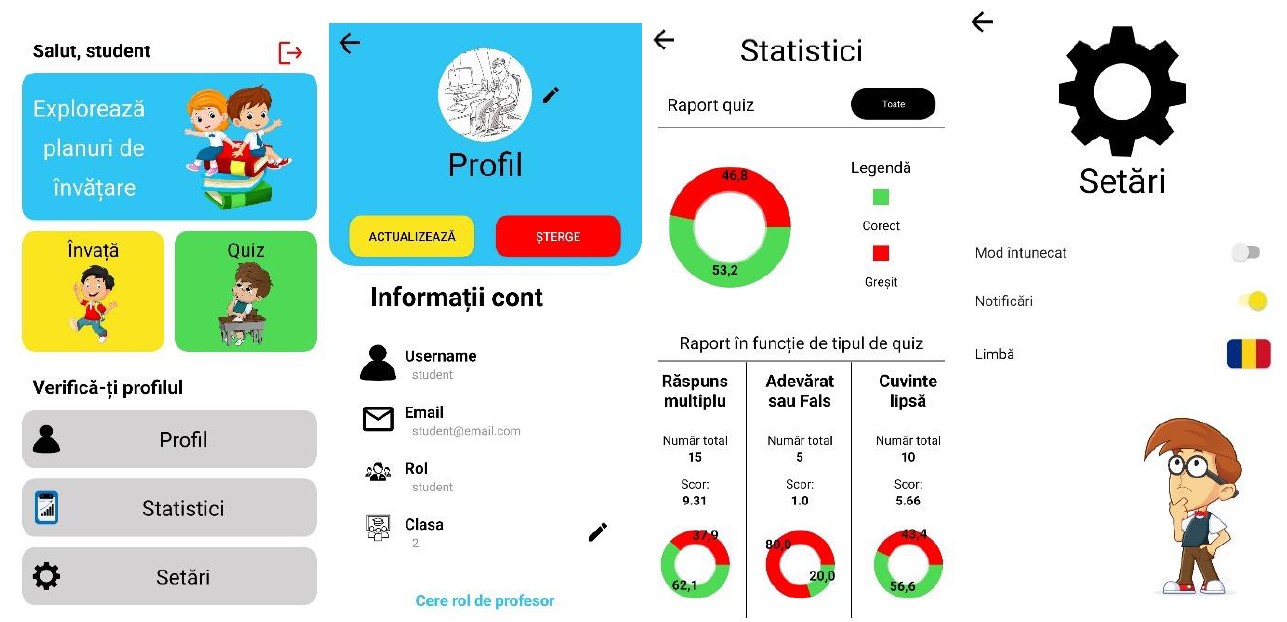 Salut, student
Explorează
planuri de
învățare
Învață
Quiz
Verifică-ți profilul
Profil
Statistici
Setări
Profil
ACTUALIZEAZĂ
ȘTERGE
Informații cont
Username
student
Email
student@email.com
Rol
student
Clasa
2
Cere rol de profesor
Statistici
Raport quiz
Toate
46,8
53,2
Legendă
Corect
Greșit
Raport în funcție de tipul de quiz
Răspuns
multiplu
Număr total
15
Scor:
9.31
37,9
62,1
Adevărat
sau Fals
Număr total
5
Scor:
1.0
80,0
20,0
Cuvinte
lipsă
Număr total
10
Scor:
5.66
43,4
56,6
Setări
Mod întunecat
Notificări
Limbă